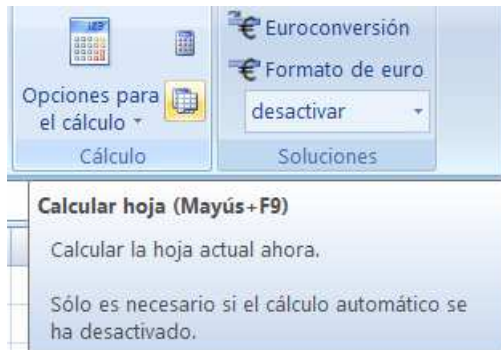 Euroconversión
Formato de euro
Opciones para
el cálculo
desactivar
Cálculo
Soluciones
Calcular hoja (Mayús+F9)
Calcular la hoja actual ahora.
Sólo es necesario si el cálculo automático se
ha desactivado.